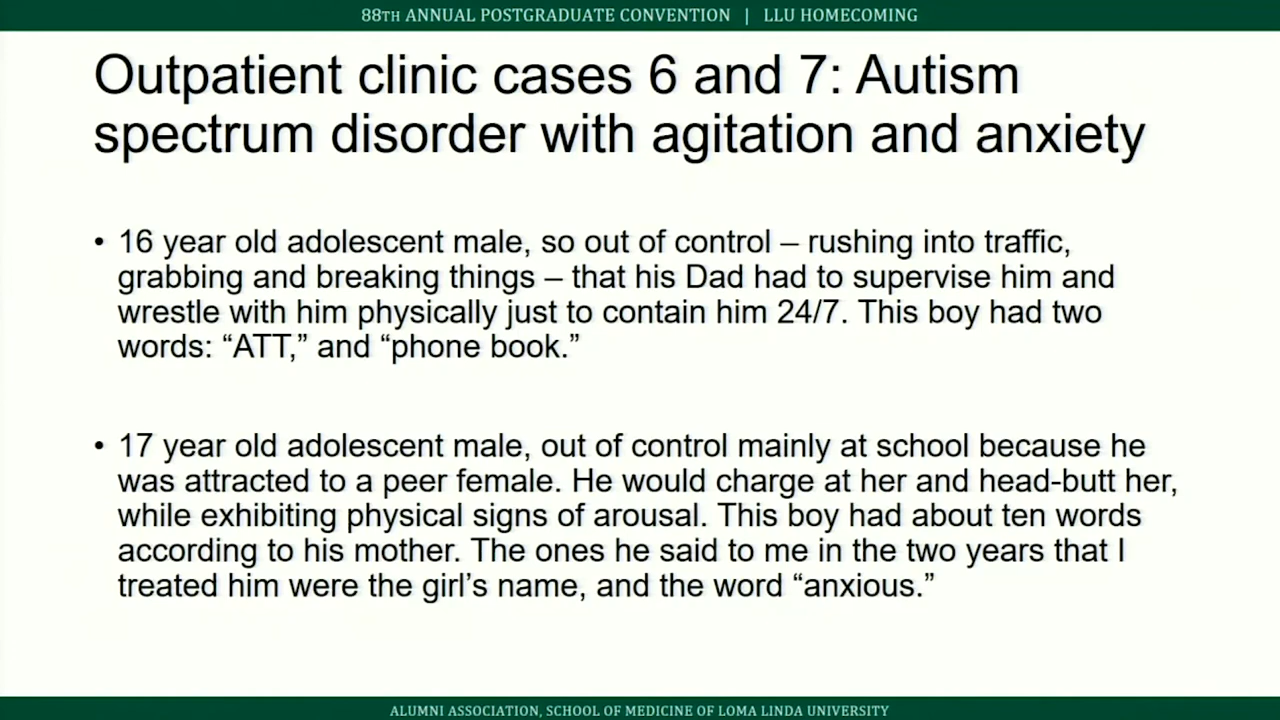 88TH ANNUAL POSTGRADUATE CONVENTION | LLU HOMECOMING
Outpatient clinic cases 6 and 7: Autism
spectrum disorder with agitation and anxiety
• 16 year old adolescent male, so out of control – rushing into traffic,
grabbing and breaking things – that his Dad had to supervise him and
wrestle with him physically just to contain him 24/7. This boy had two
words: “ATT,” and “phone book.”
• 17 year old adolescent male, out of control mainly at school because he
was attracted to a peer female. He would charge at her and head-butt her,
while exhibiting physical signs of arousal. This boy had about ten words
according to his mother. The ones he said to me in the two years that I
treated him were the girl’s name, and the word “anxious.”
ALUMNI ASSOCIATION, SCHOOL OF MEDICINE OF LOMA LINDA UNIVERSITY